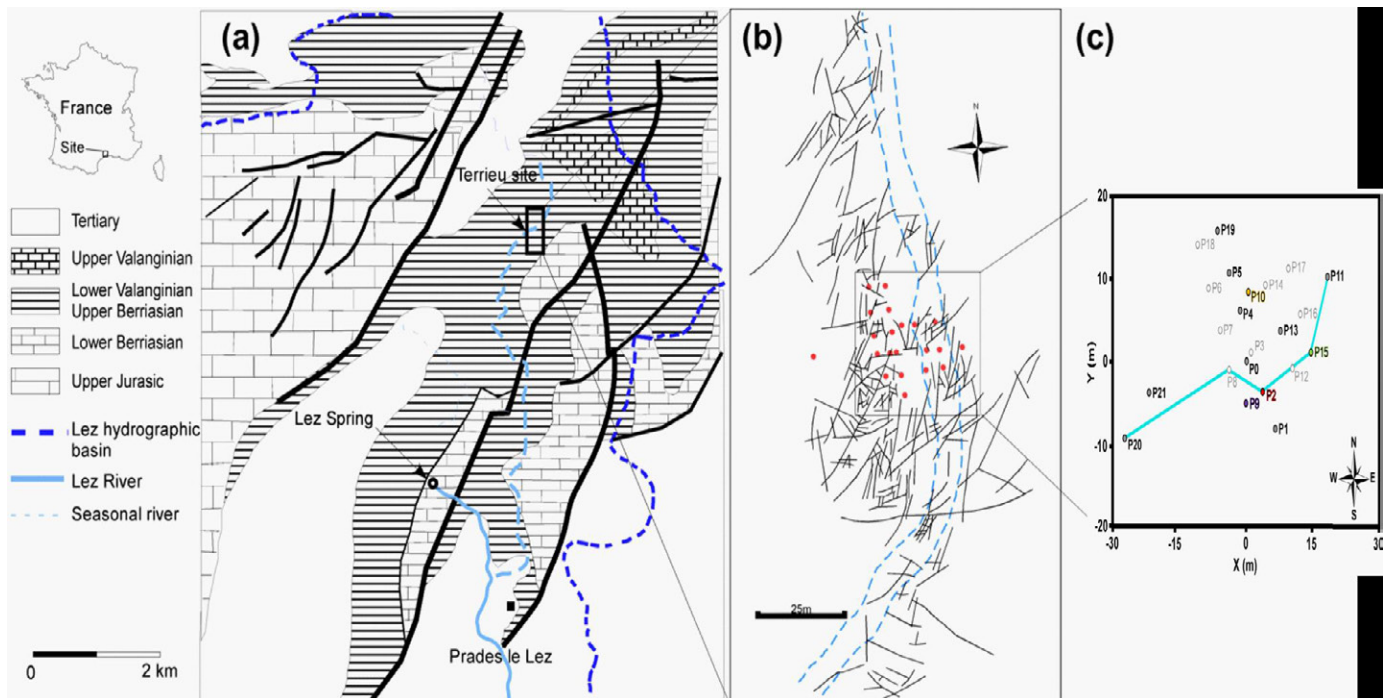 France
Site
Tertiary
Upper Valanginian
Lower Valanginian
Upper Berriasian
Lower Berriasian
Upper Jurasic
Lez hydrographic
basin
Lez River
Seasonal river
0 2 km
(a)
Terrieu site
Lez Spring
Prades le Lez
(b)
N
25m
(c)
20
10
0
-10
-20
Y (m)
-30 -15 0 15 30
X (m)
P19
P18
P5
P17
P11
P6
P14
P10
P4
P16
P7
P13
P3
P15
P0
P8
P12
P21
P2
P9
P1
P20
N
W E
S